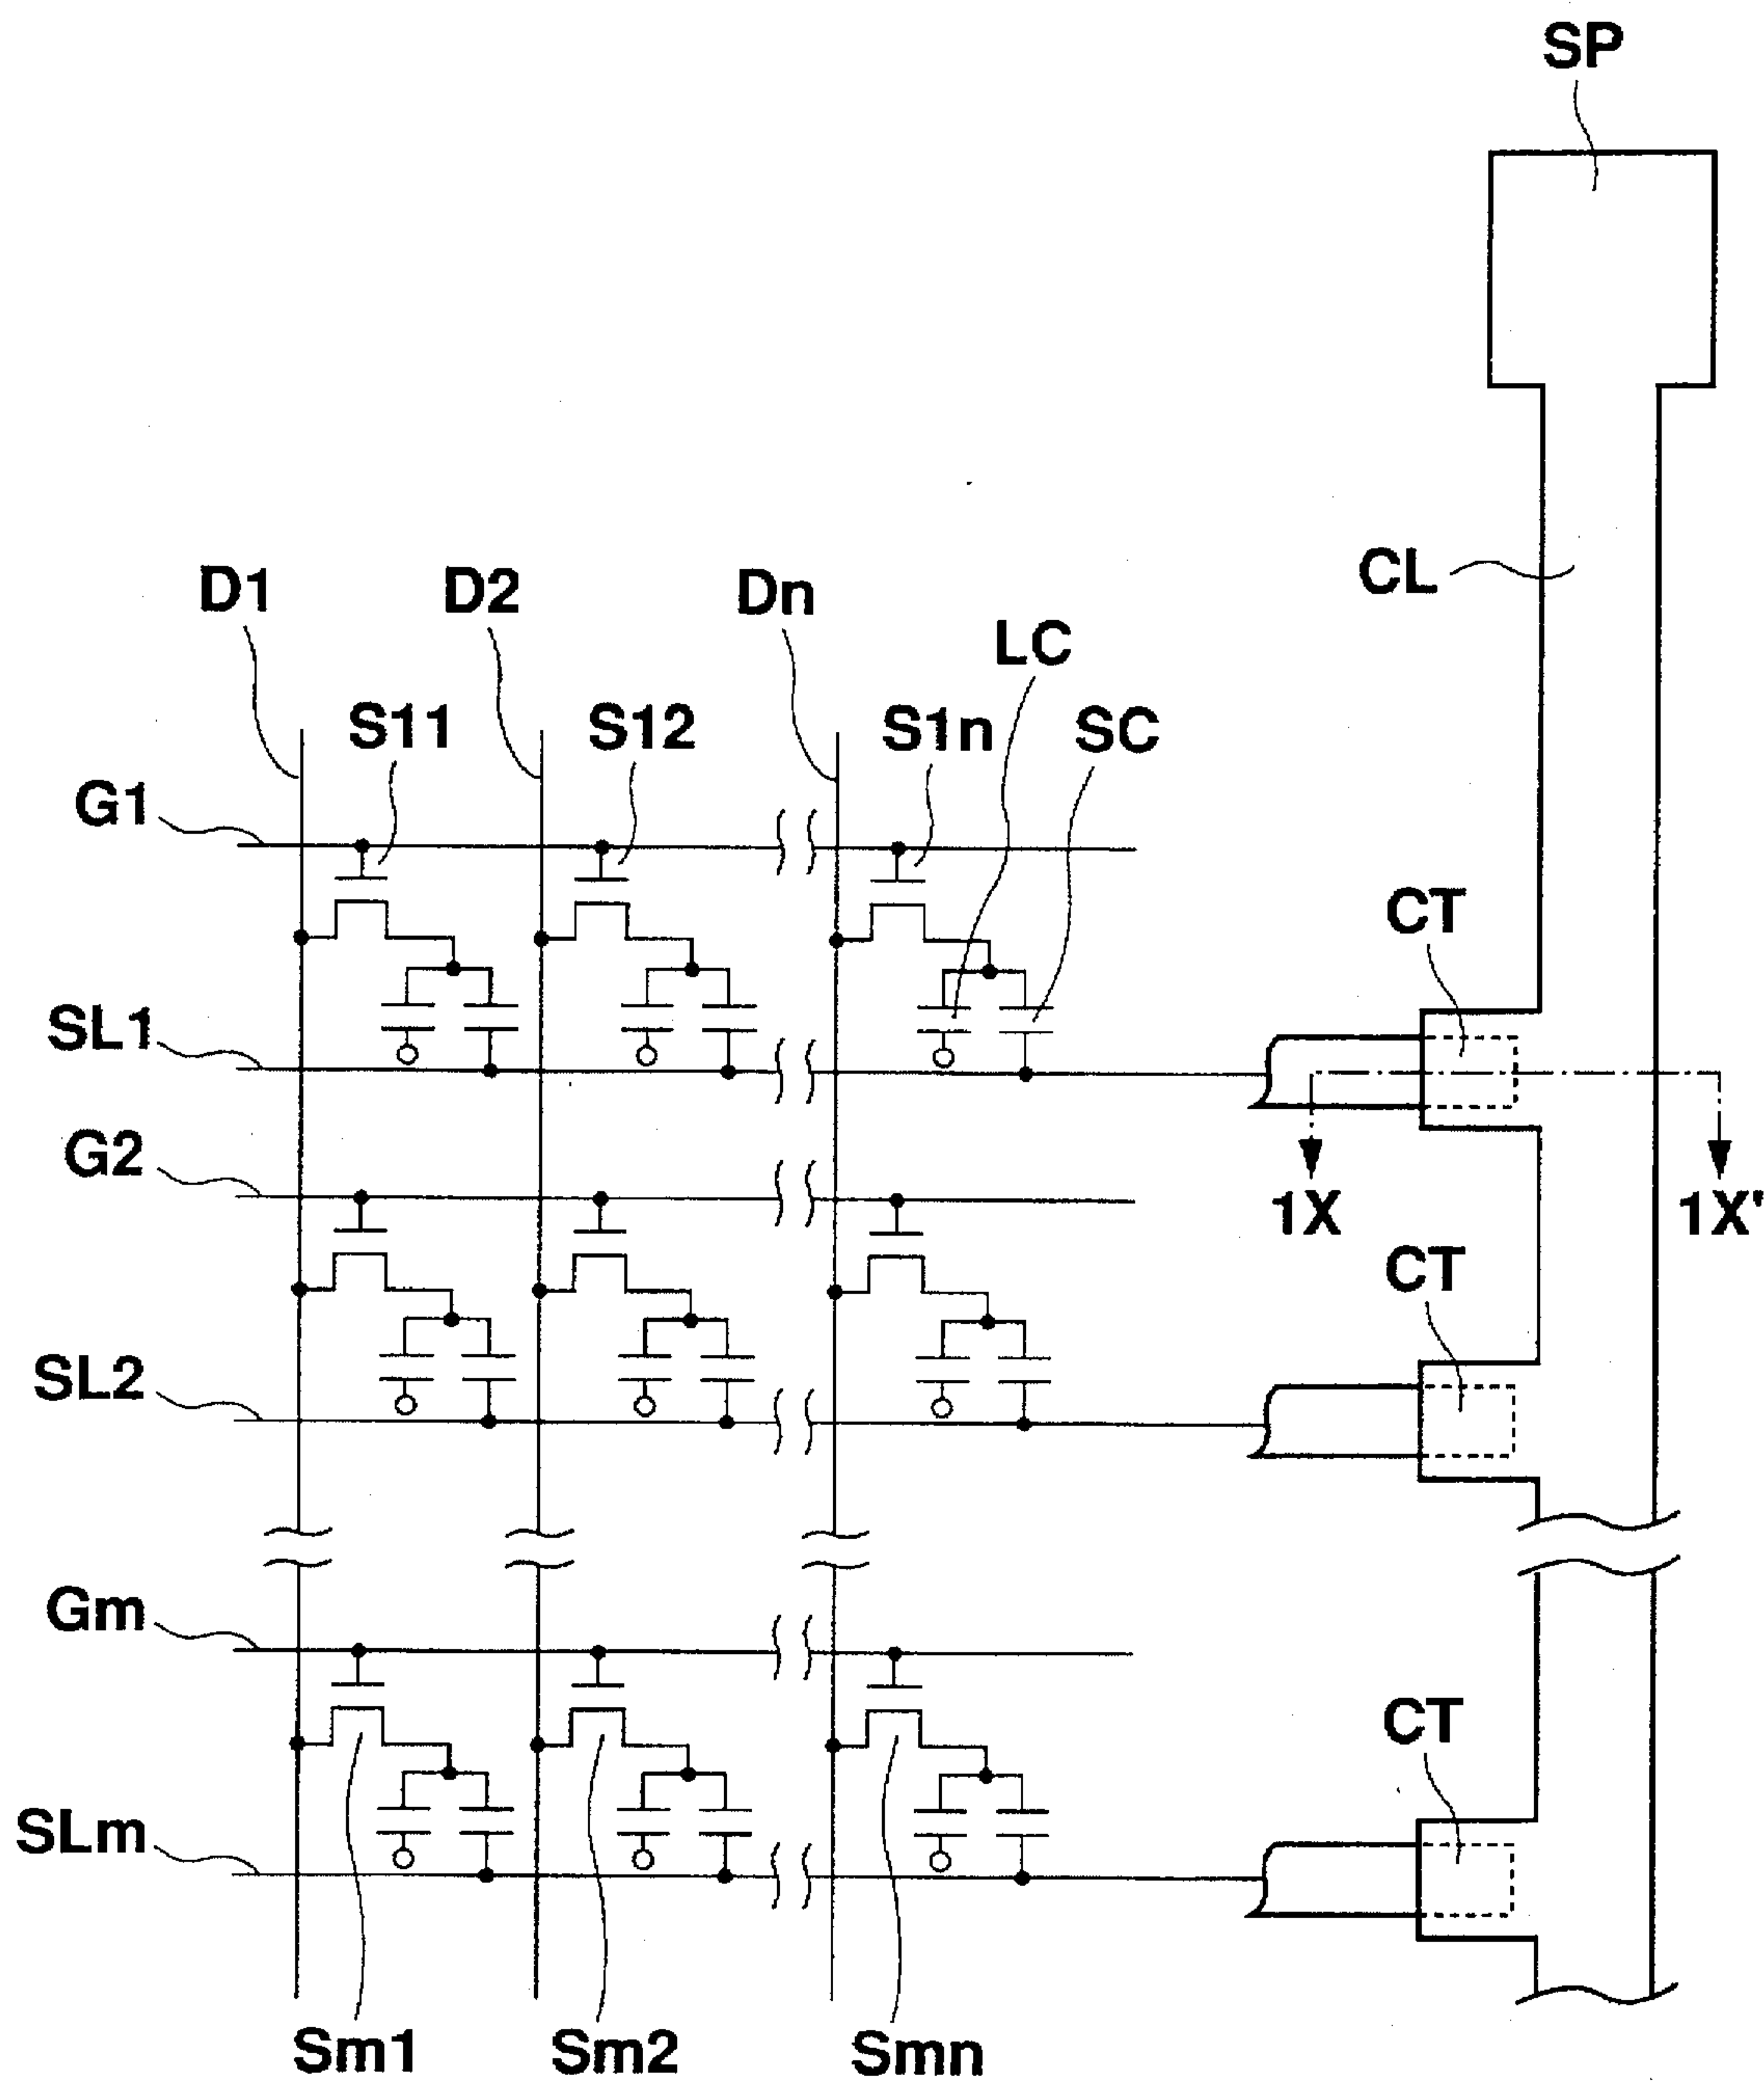 SP
CL
D1 D2 Dn
LC
S11 S12 S1n SC
G1
CT
SL1
G2
1X 1X'
CT
SL2
Gm
CT
SLm
Sm1 Sm2 Smn